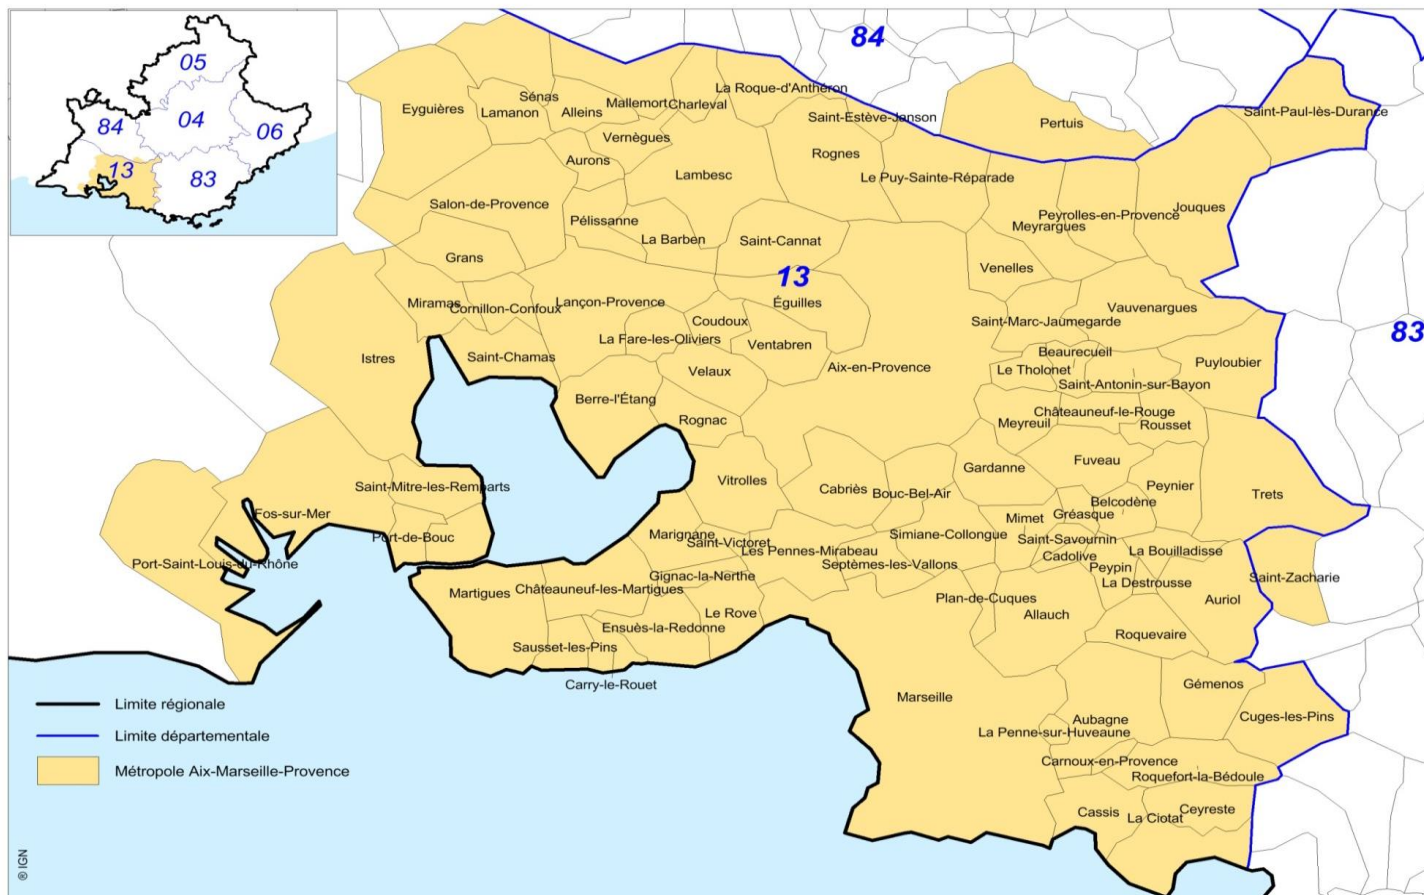 05
84
04
06
13
83
84
La Roque-d'Anthéron
Sénas
Mallemort
Charleval
Eyguières
Lamanon
Alleins
Saint-Paul-lès-Durance
Saint-Estève-Janson
Pertuis
Vernègues
Rognes
Aurons
Lambesc
Le Puy-Sainte-Réparade
Salon-de-Provence
Pélissanne
Peyrolles-en-Provence
Jouques
Meyrargues
La Barben
Saint-Cannat
Grans
Venelles
13
Miramas
Cornillon-Confoux
Lançon-Provence
Éguilles
Vauvenargues
Coudoux
Saint-Marc-Jaumegarde
83
La Fare-les-Oliviers
Ventabren
Istres
Saint-Chamas
Beaurecueil
Puyloubier
Velaux
Aix-en-Provence
Le Tholonet
Saint-Antonin-sur-Bayon
Berre-l'Étang
Rognac
Châteauneuf-le-Rouge
Meyreuil
Rousset
Gardanne
Fuveau
Vitrolles
Cabriès
Bouc-Bel-Air
Saint-Mitre-les-Remparts
Peynier
Trets
Belcodène
Fos-sur-Mer
Gréasque
Mimet
Port-de-Bouc
Marignane
Saint-Victoret
Simiane-Collongue
Saint-Savournin
Les Pennes-Mirabeau
La Bouilladisse
Cadolive
Port-Saint-Louis-du-Rhône
Septèmes-les-Vallons
Peypin
Gignac-la-Nerthe
Saint-Zacharie
La Destrousse
Martigues
Châteauneuf-les-Martigues
Plan-de-Cuques
Auriol
Le Rove
Allauch
Ensuès-la-Redonne
Roquevaire
Sausset-les-Pins
Carry-le-Rouet
Marseille
Gémenos
Limite régionale
Cuges-les-Pins
Aubagne
La Penne-sur-Huveaune
Limite départementale
Carnoux-en-Provence
Métropole Aix-Marseille-Provence
Roquefort-la-Bédoule
Cassis
Ceyreste
La Ciotat
® IGN